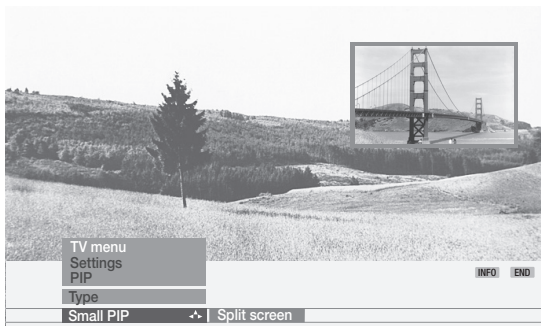 TV menu
Settings
PIP
INFO END
Type
Small PIP Split screen